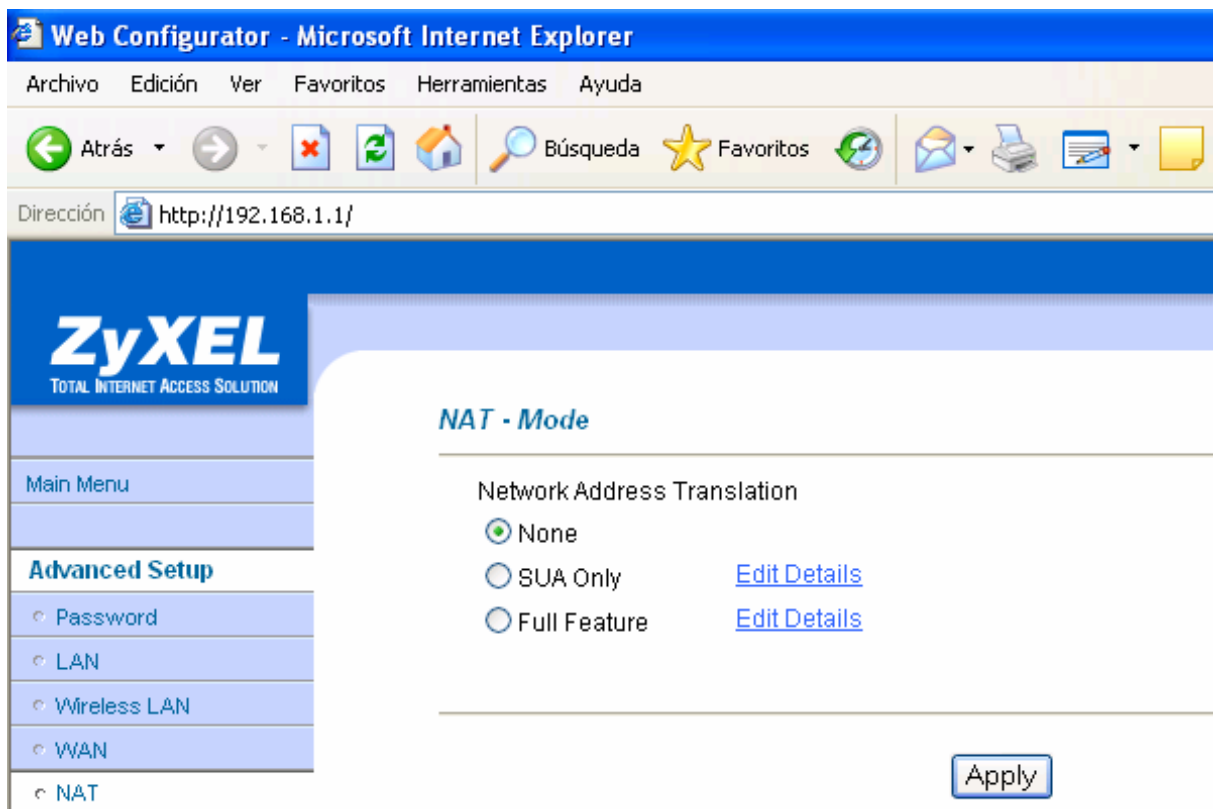 Web Configurator - Microsoft Internet Explorer
Archivo Edición Ver Favoritos Herramientas Ayuda
Atrás Búsqueda Favoritos
Dirección http://192.168.1.1/
ZyXEL
TOTAL INTERNET ACCESS SOLUTION
NAT - Mode
Main Menu
Network Address Translation
None
Advanced Setup
SUA Only Edit Details
Password
Full Feature Edit Details
LAN
Wireless LAN
WAN
NAT
Apply